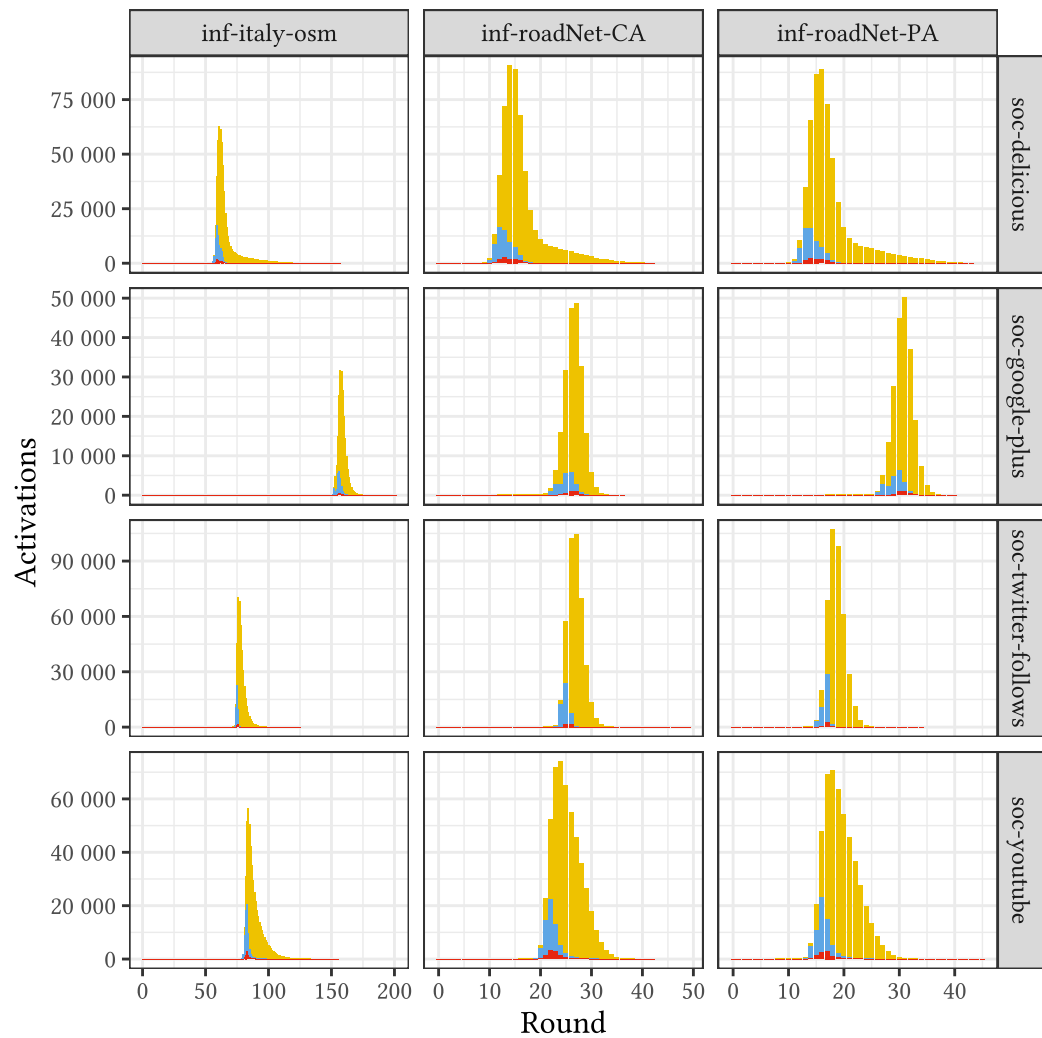 inf-italy-osm
inf-roadNet-CA
inf-roadNet-PA
Activations
75 000
50 000
25 000
0
soc-delicious
50 000
40 000
30 000
20 000
10 000
0
soc-google-plus
90 000
60 000
30 000
0
soc-twitter-follows
60 000
40 000
20 000
0
soc-youtube
0 50 100 150 200
0 10 20 30 40 50
0 10 20 30 40
Round